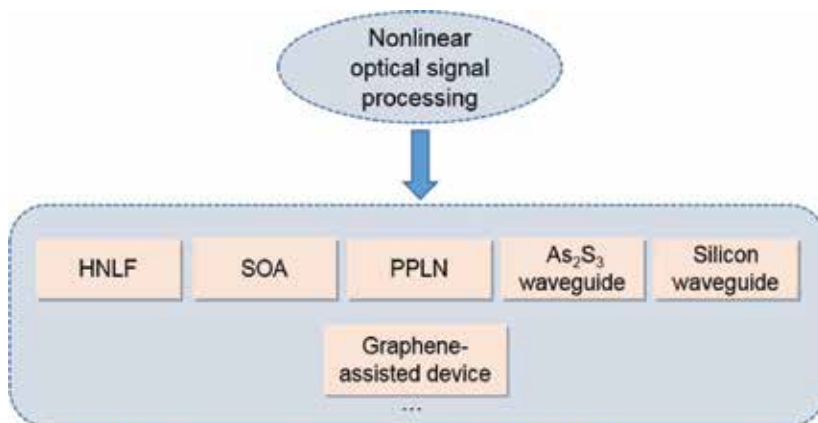 Nonlinear
optical signal
processing
HNLF
SOA
PPLN
As₂S₃
waveguide
Silicon
waveguide
Graphene-
assisted device
...